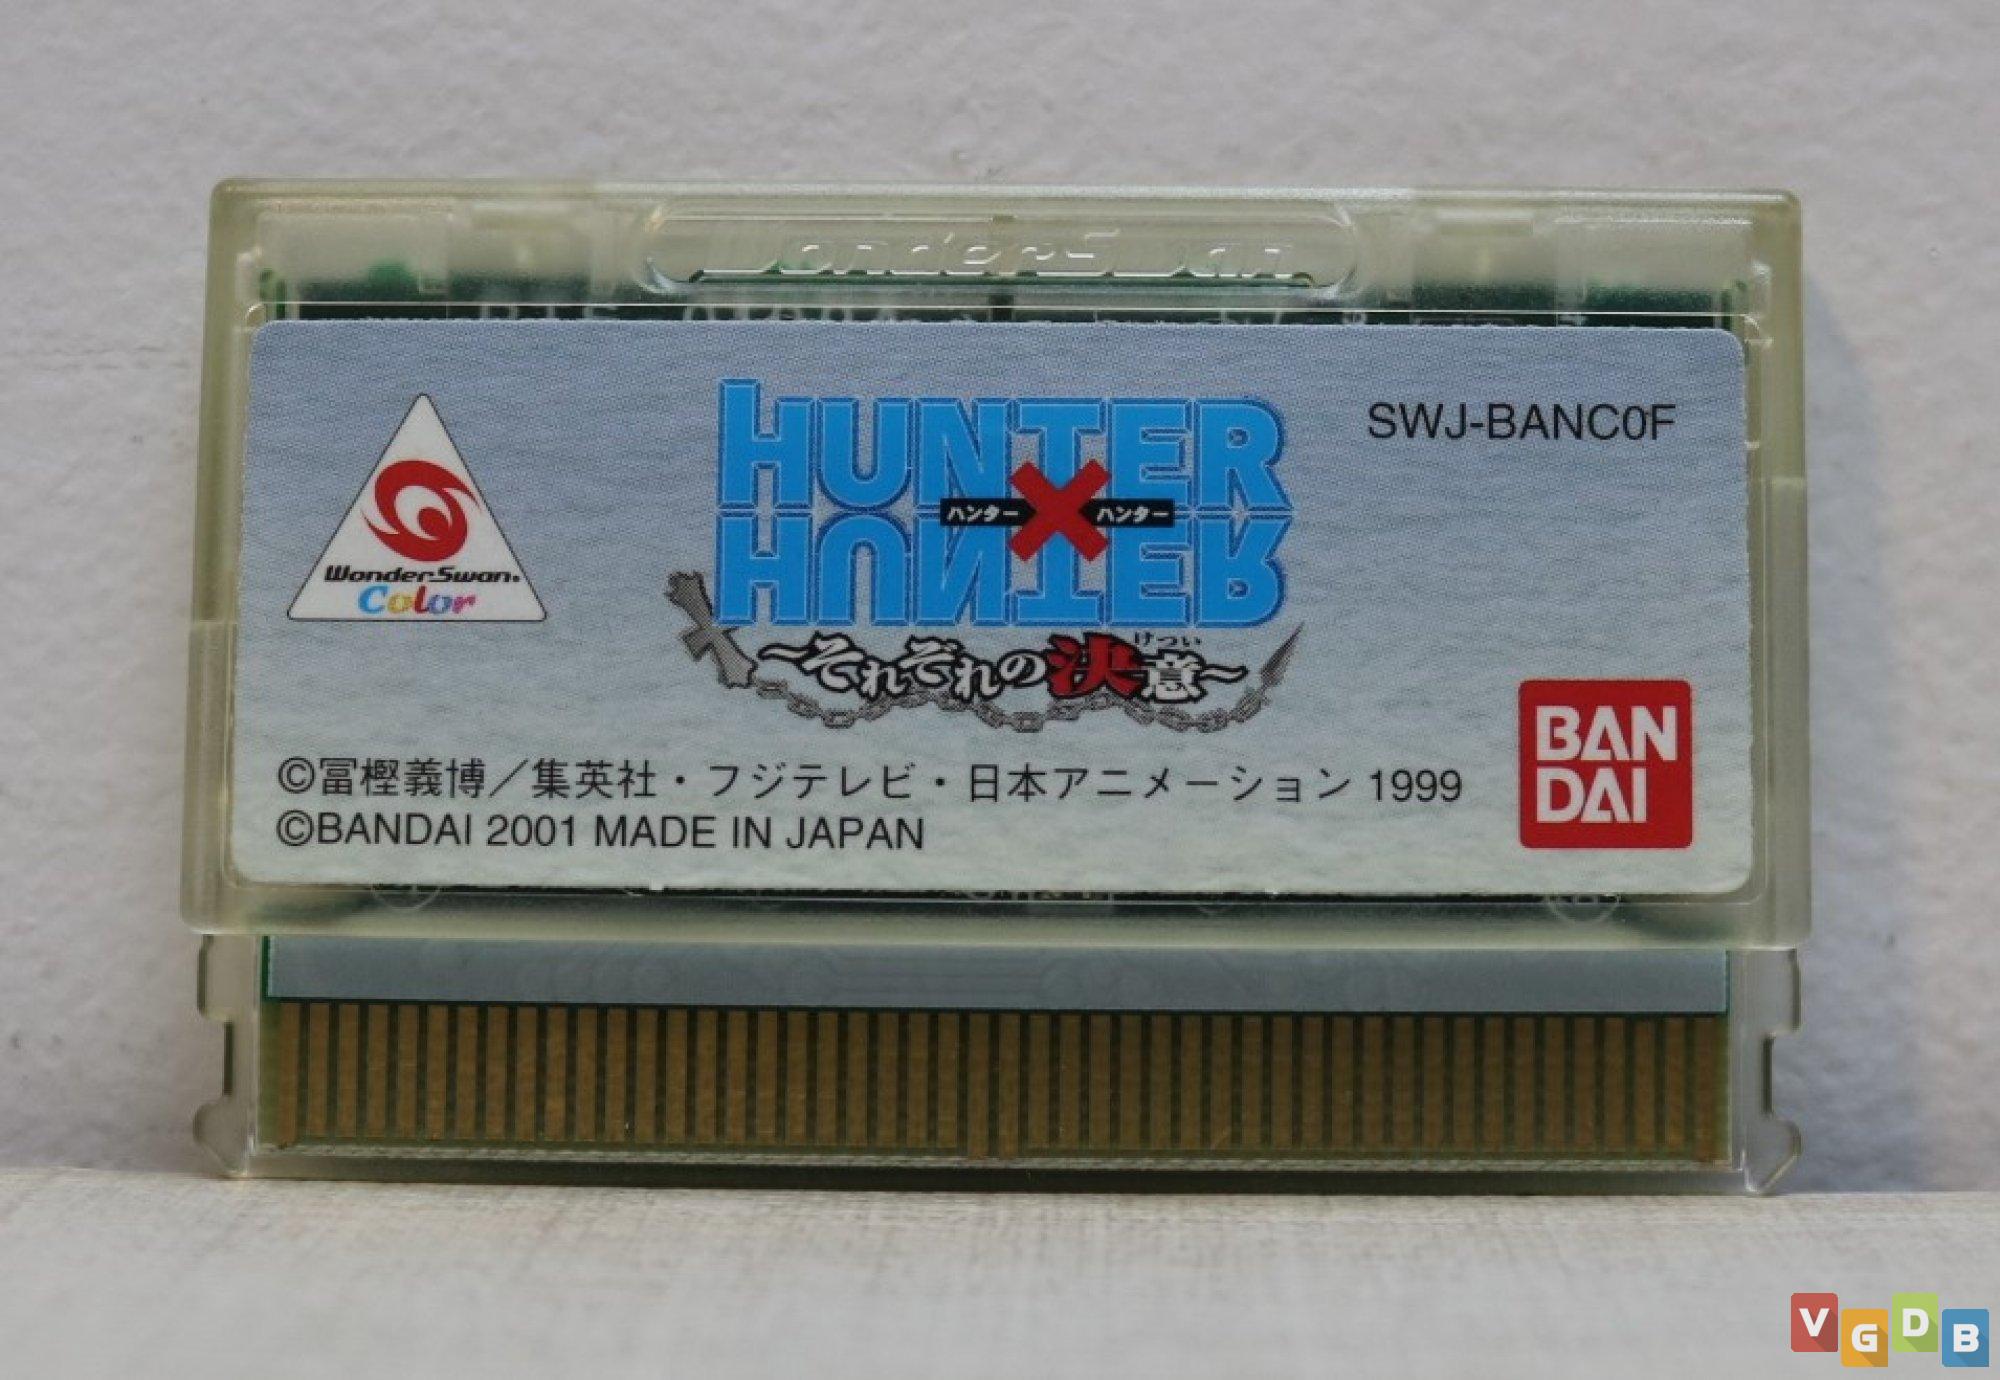 WonderSwan
WonderSwan
Color
HUNTER
ハンター×ハンター
HUNTER
SWJ-BANC0F
けつい
～それぞれの決意～
BAN
DAI
©冨樫義博／集英社・フジテレビ・日本アニメーション 1999
©BANDAI 2001 MADE IN JAPAN
VGDB